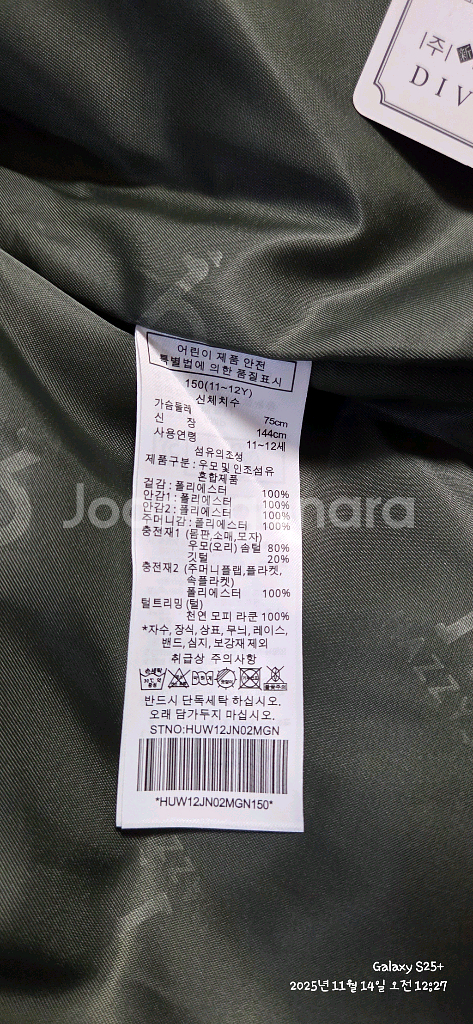 (주)
DIV
어린이 제품 안전
특별법에 의한 품질표시
150(11~12Y)
신체치수
가슴둘레 75cm
신 장 144cm
사용연령 11~12세
섬유의조성
제품구분 : 우모 및 인조섬유
혼합제품
겉감 : 폴리에스터 100%
안감1 : 폴리에스터 100%
안감2 : 폴리에스터 100%
주머니감 : 폴리에스터 100%
충전재1 (몸판,소매,모자)
우모(오리) 솜털 80%
깃털 20%
충전재2 (주머니플랩,플라켓,
속플라켓)
폴리에스터 100%
털트리밍 (털)
천연 모피 라쿤 100%
*자수, 장식, 상표, 무늬, 레이스,
밴드, 심지, 보강재 제외
취급상 주의사항
손세탁
30℃ 약
중성
반드시 단독세탁 하십시오.
오래 담가두지 마십시오.
STNO:HUW12JN02MGN
*HUW12JN02MGN150*
Galaxy S25+
2025년 11월 14일 오전 12:27